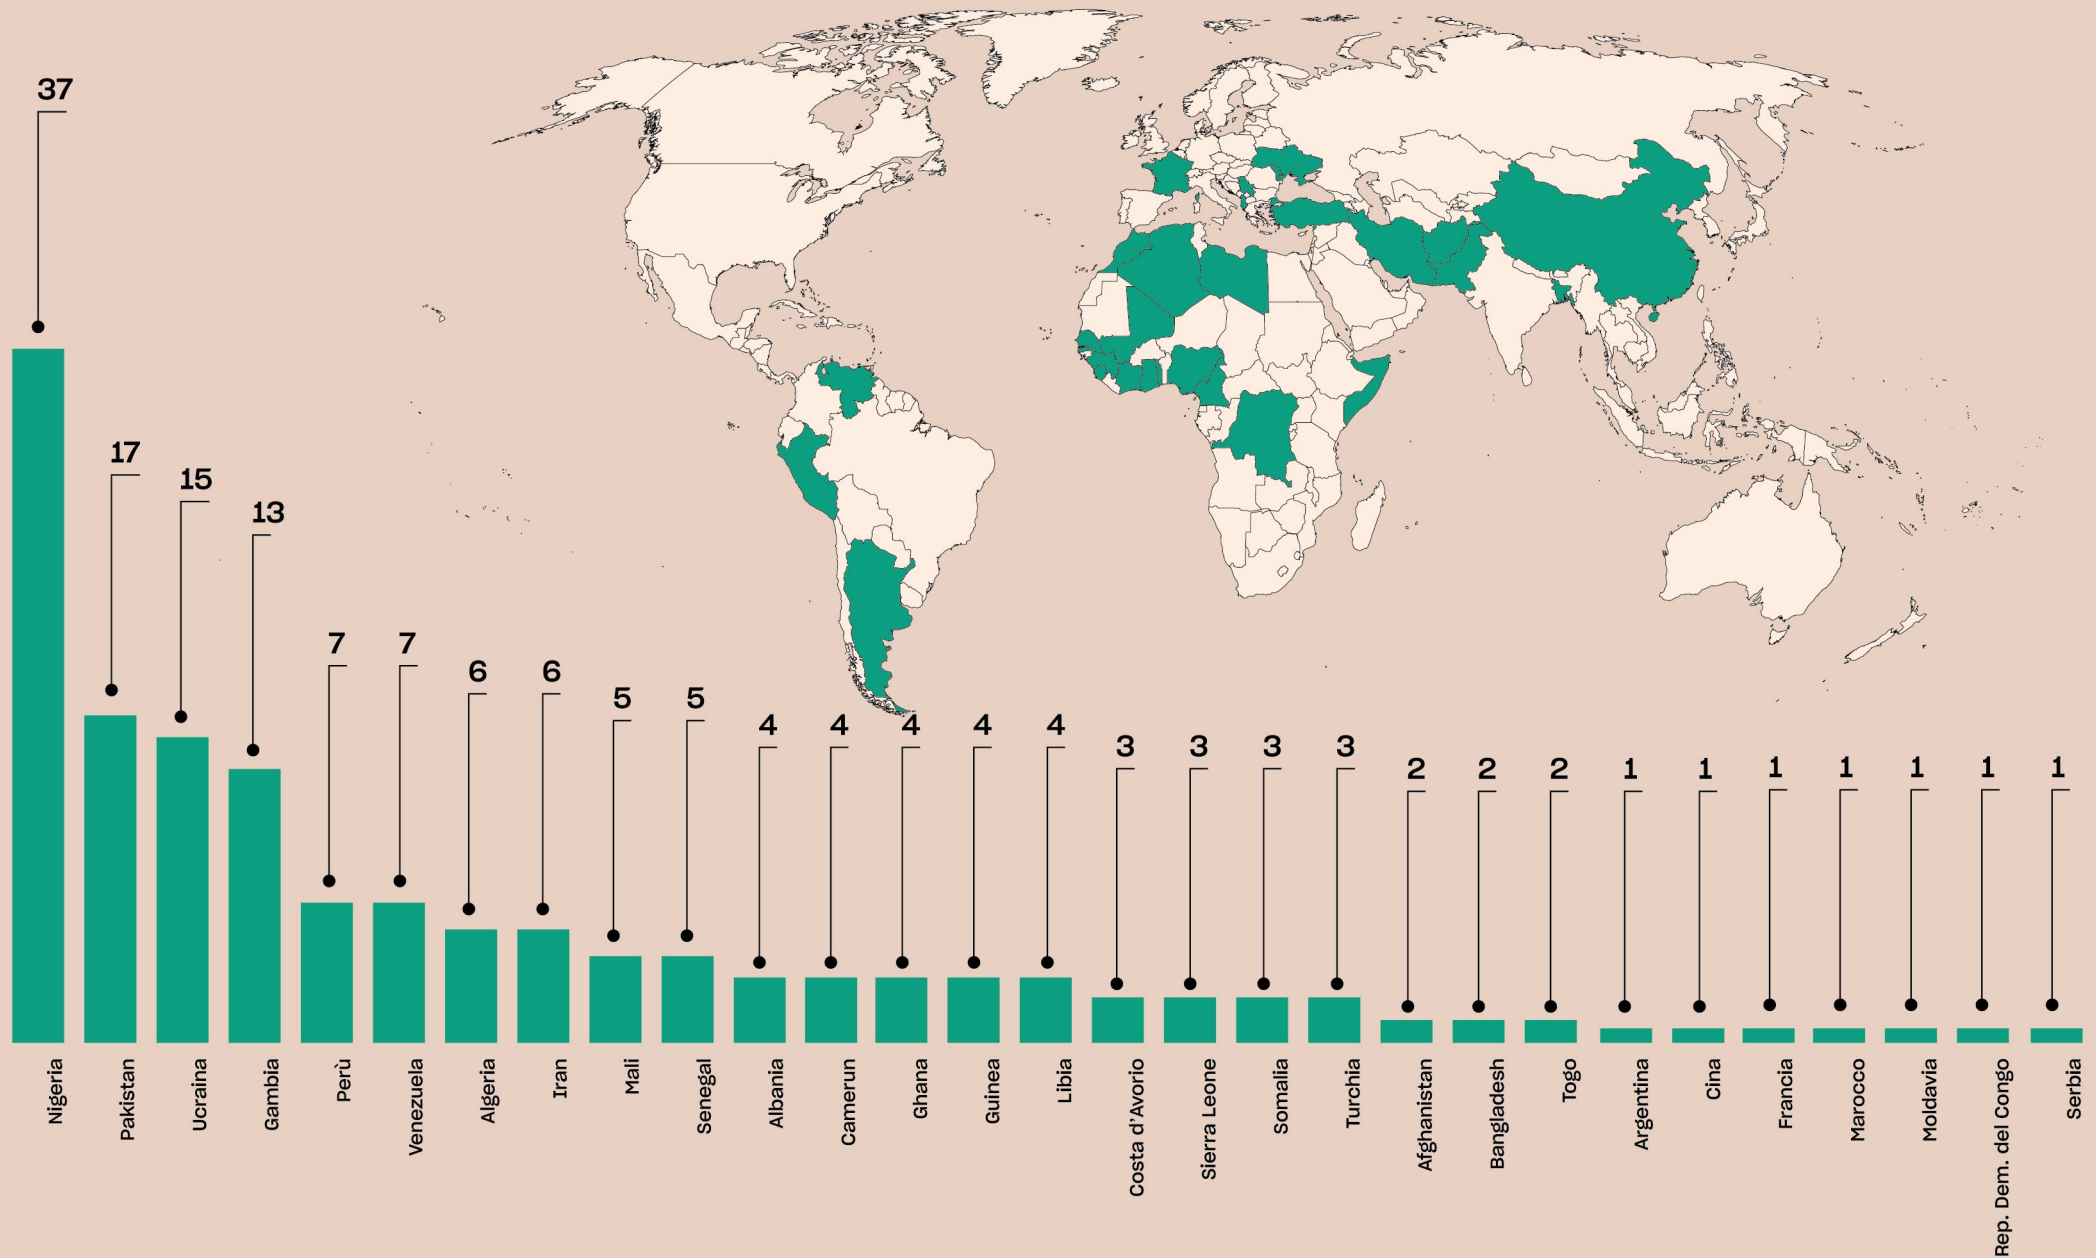 37
17
15
13
7
7
6
6
5
5
4
4
4
4
4
3
3
3
3
2
2
2
1
1
1
1
1
1
1
Nigeria
Pakistan
Ucraina
Gambia
Perù
Venezuela
Algeria
Iran
Mali
Senegal
Albania
Camerun
Ghana
Guinea
Libia
Costa d'Avorio
Sierra Leone
Somalia
Turchia
Afghanistan
Bangladesh
Togo
Argentina
Cina
Francia
Marocco
Moldavia
Rep. Dem. del Congo
Serbia